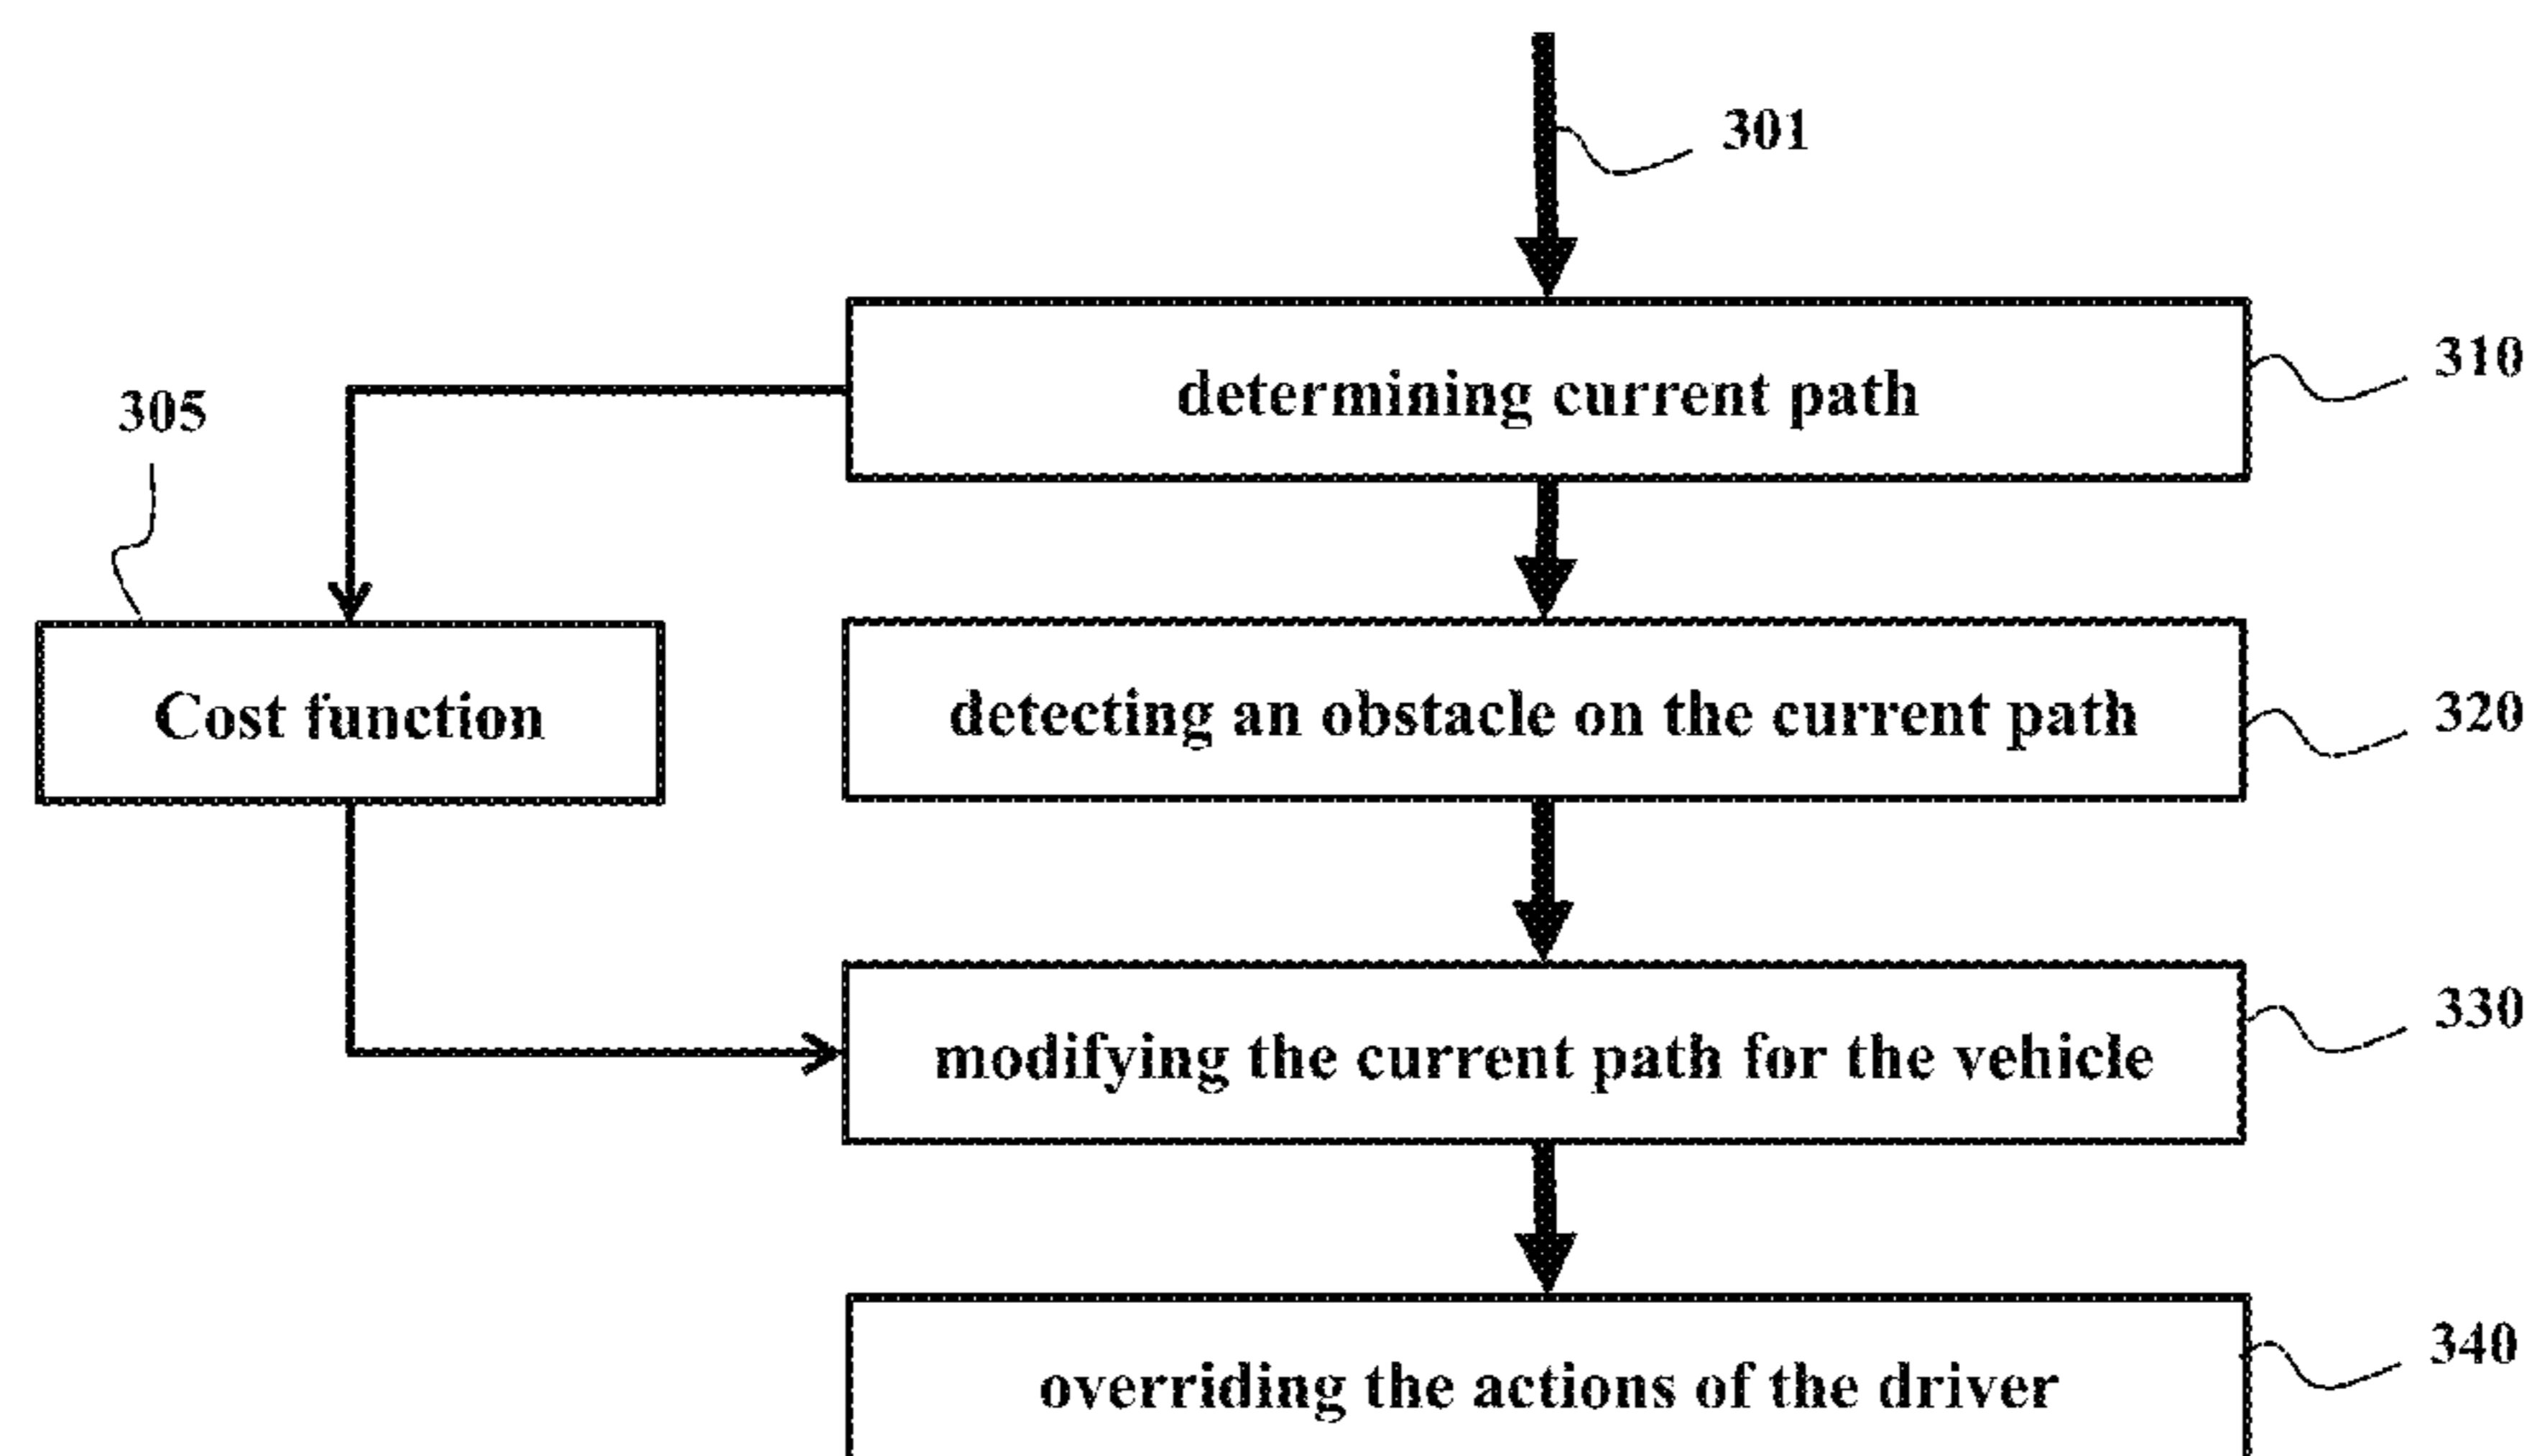 301
determining current path
310
305
Cost function
detecting an obstacle on the current path
320
modifying the current path for the vehicle
330
overriding the actions of the driver
340